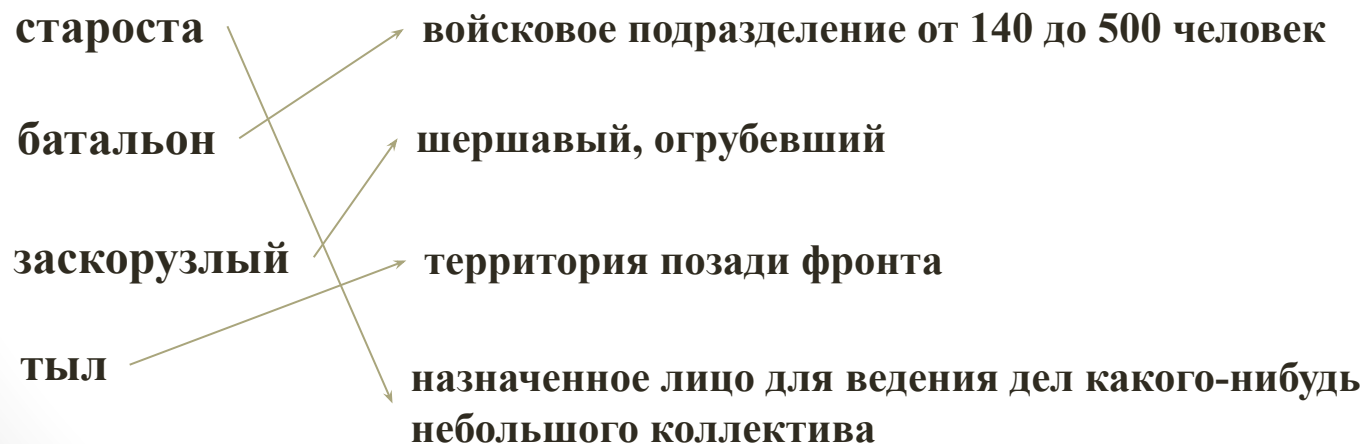 староста
войсковое подразделение от 140 до 500 человек
батальон
шершавый, огрубевший
заскорузлый
территория позади фронта
тыл
назначенное лицо для ведения дел какого-нибудь
небольшого коллектива